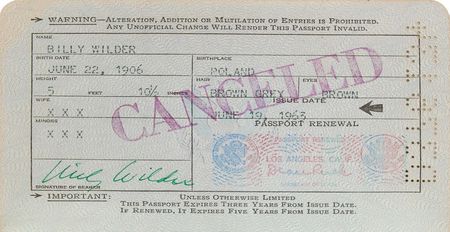 WARNING—ALTERATION, ADDITION OR MUTILATION OF ENTRIES IS PROHIBITED.
ANY UNOFFICIAL CHANGE WILL RENDER THIS PASSPORT INVALID.
NAME
BILLY WILDER
BIRTH DATE BIRTHPLACE
JUNE 22, 1906 POLAND
HEIGHT HAIR EYES
5 FEET 10½ INCHES BROWN GREY BROWN
WIFE ISSUE DATE
X X X JUNE 19, 1963
MINORS PASSPORT RENEWAL
X X X
CANCELED
LOS ANGELES, CALIF.
Billy Wilder
SIGNATURE OF BEARER
IMPORTANT: UNLESS OTHERWISE LIMITED
THIS PASSPORT EXPIRES THREE YEARS FROM ISSUE DATE.
IF RENEWED, IT EXPIRES FIVE YEARS FROM ISSUE DATE.